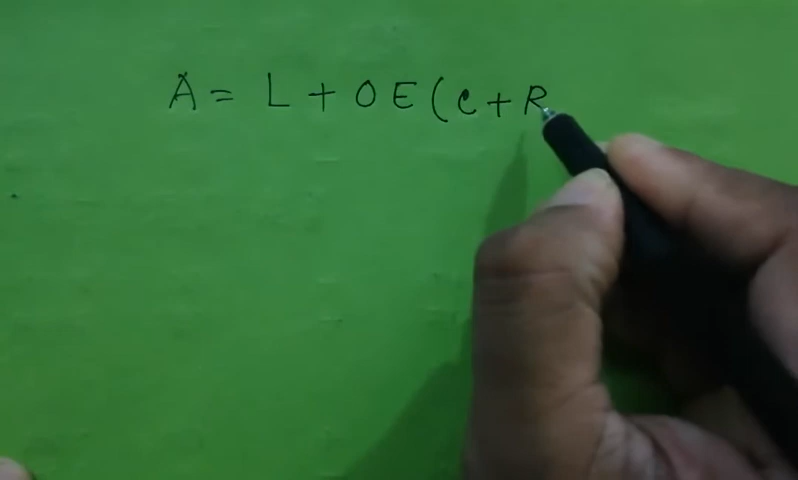 A = L + OE (C + R